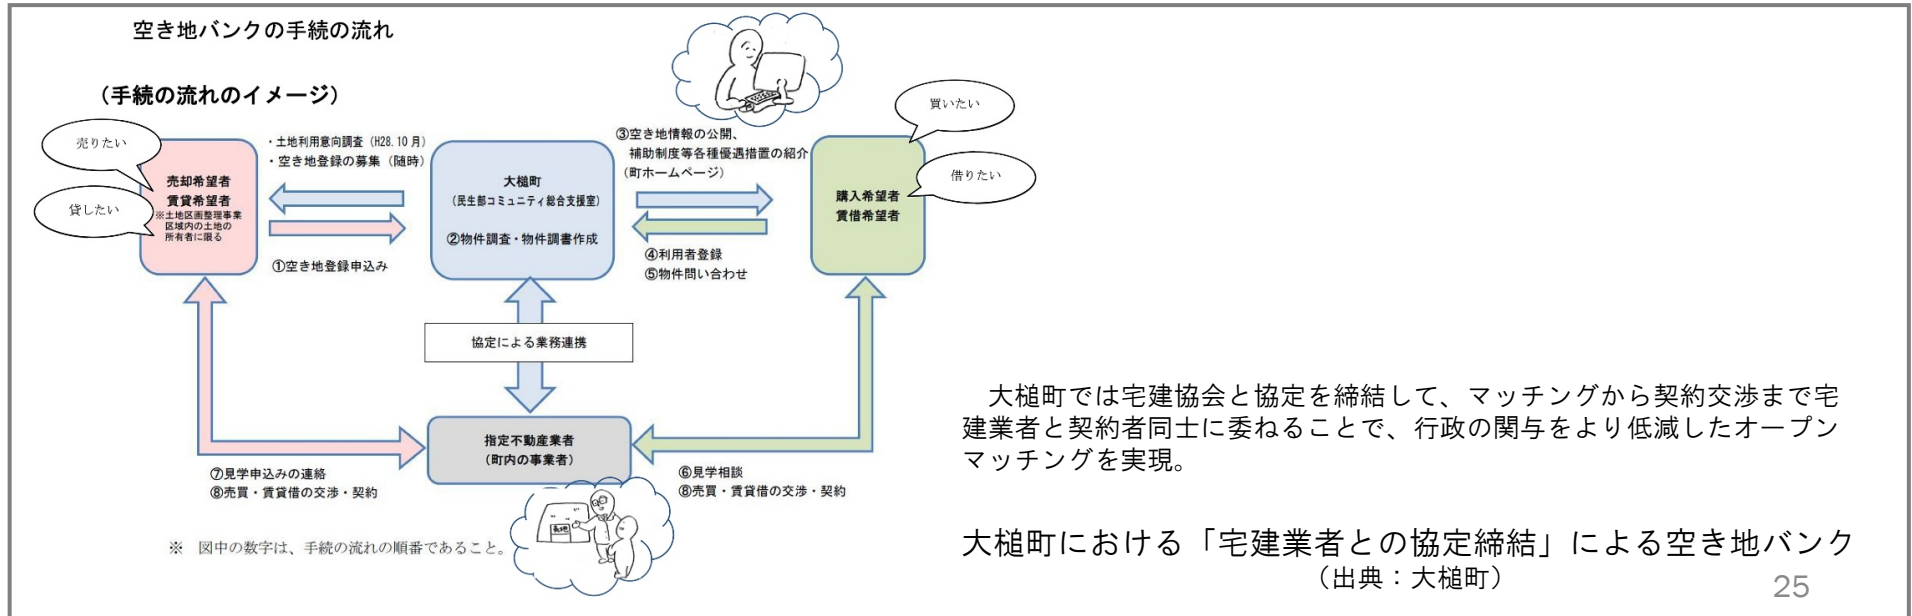 空き地バンクの手続の流れ
（手続の流れのイメージ）
売りたい
貸したい
売却希望者
賃貸希望者
※土地区画整理事業
区域内の土地の
所有者に限る
・土地利用意向調査（H28.10月）
・空き地登録の募集（随時）
①空き地登録申込み
大槌町
（民生部コミュニティ総合支援室）
②物件調査・物件調書作成
③空き地情報の公開、
補助制度等各種優遇措置の紹介
（町ホームページ）
④利用者登録
⑤物件問い合わせ
買いたい
借りたい
購入希望者
賃借希望者
協定による業務連携
指定不動産業者
（町内の事業者）
⑦見学申込みの連絡
⑧売買・賃貸借の交渉・契約
⑥見学相談
⑧売買・賃貸借の交渉・契約
※　図中の数字は、手続の流れの順番であること。
大槌町では宅建協会と協定を締結して、マッチングから契約交渉まで宅
建業者と契約者同士に委ねることで、行政の関与をより低減したオープン
マッチングを実現。
大槌町における「宅建業者との協定締結」による空き地バンク
（出典：大槌町）
25